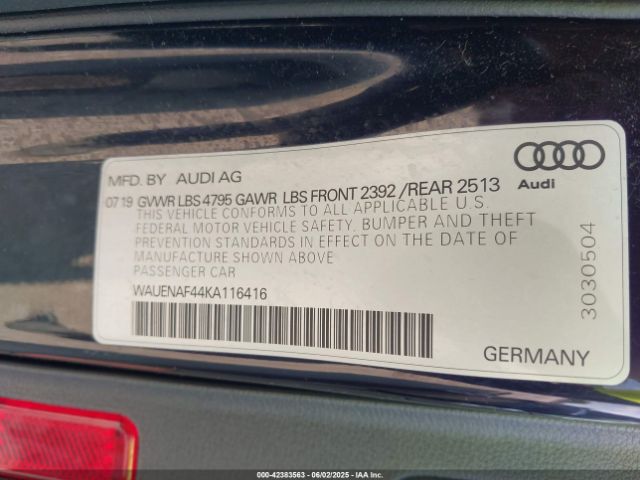 MFD. BY AUDI AG
07 19 GVWR LBS 4795 GAWR LBS FRONT 2392 /REAR 2513
THIS VEHICLE CONFORMS TO ALL APPLICABLE U.S.
FEDERAL MOTOR VEHICLE SAFETY, BUMPER AND THEFT
PREVENTION STANDARDS IN EFFECT ON THE DATE OF
MANUFACTURE SHOWN ABOVE
PASSENGER CAR
WAUENAF44KA116416
Audi
3030504
GERMANY
06 - 42383563 - 06/02/2025 - IAA